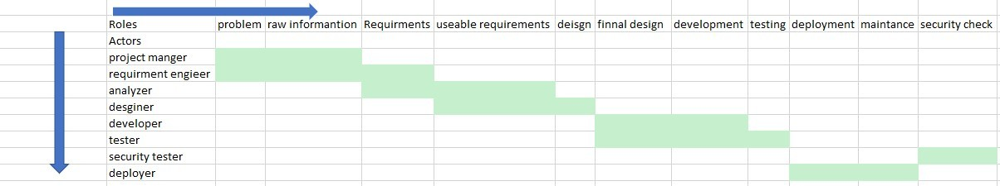 Roles problem raw informantion Requirments useable requirements deisgn finnal design development testing deployment maintance security check
Actors
project manger
requirment engieer
analyzer
desginer
developer
tester
security tester
deployer